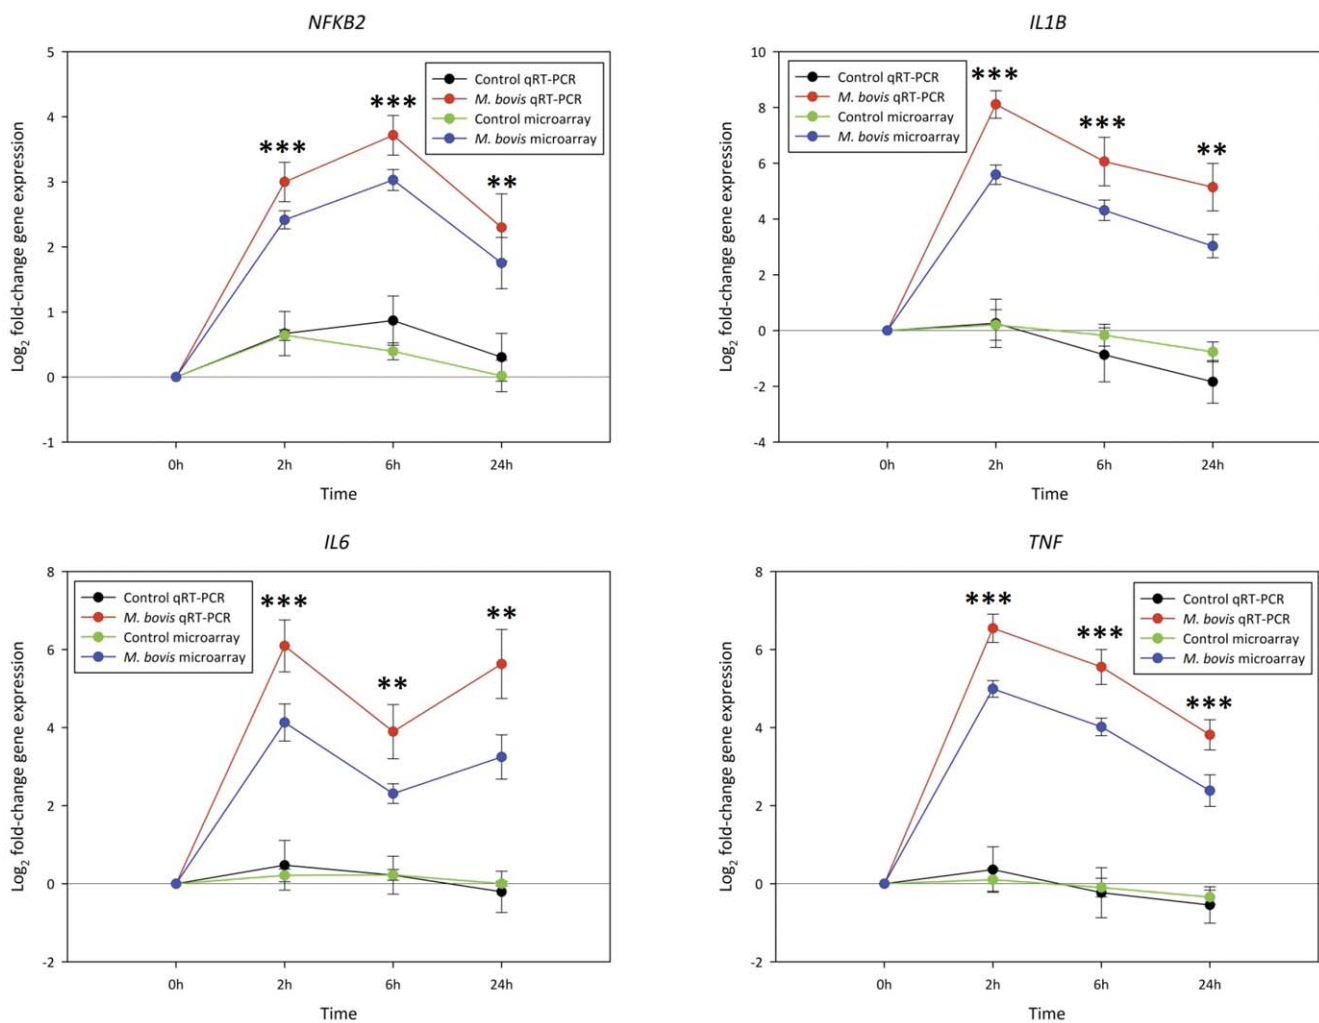 NFKB2
5
4
3
2
1
0
-1
Log2 fold-change gene expression
Control qRT-PCR
M. bovis qRT-PCR
Control microarray
M. bovis microarray
***
***
**
0h 2h 6h 24h
Time
IL1B
10
8
6
4
2
0
-2
-4
Log2 fold-change gene expression
Control qRT-PCR
M. bovis qRT-PCR
Control microarray
M. bovis microarray
***
***
**
0h 2h 6h 24h
Time
IL6
8
6
4
2
0
-2
Log2 fold-change gene expression
Control qRT-PCR
M. bovis qRT-PCR
Control microarray
M. bovis microarray
***
**
**
0h 2h 6h 24h
Time
TNF
8
6
4
2
0
-2
Log2 fold-change gene expression
Control qRT-PCR
M. bovis qRT-PCR
Control microarray
M. bovis microarray
***
***
***
0h 2h 6h 24h
Time